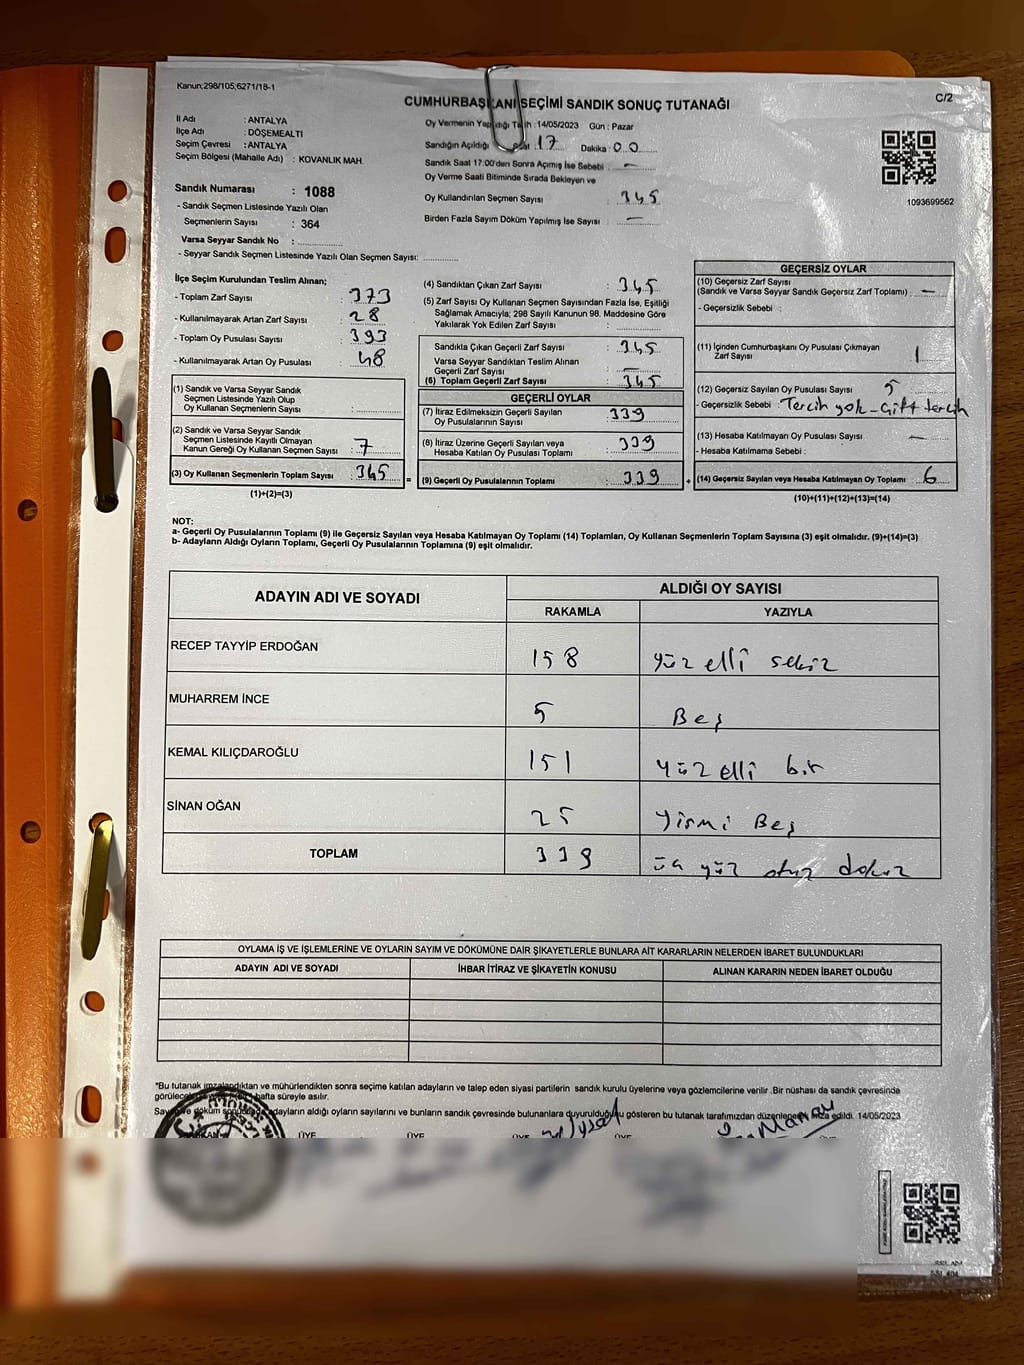 Kanun;298/105;6271/18-1
C/2
CUMHURBAŞKANI SEÇİMİ SANDIK SONUÇ TUTANAĞI
İl Adı : ANTALYA
İlçe Adı : DÖŞEMEALTI
Seçim Çevresi : ANTALYA
Seçim Bölgesi (Mahalle Adı) : KOVANLIK MAH.
Sandık Numarası : 1088
- Sandık Seçmen Listesinde Yazılı Olan
Seçmenlerin Sayısı : 364
Varsa Seyyar Sandık No :
- Seyyar Sandık Seçmen Listesinde Yazılı Olan Seçmen Sayısı:
Oy Vermenin Yapıldığı Tarih :14/05/2023 Gün : Pazar
Sandığın Açıldığı Saat 17 Dakika: 00
Sandık Saat 17:00'den Sonra Açımış İse Sebebi : -
Oy Verme Saati Bitiminde Sırada Bekleyen ve
Oy Kullandırılan Seçmen Sayısı : 345
Birden Fazla Sayım Döküm Yapılmış İse Sayısı : -
1093699562
İlçe Seçim Kurulundan Teslim Alınan;
- Toplam Zarf Sayısı : 373
- Kullanılmayarak Artan Zarf Sayısı : 28
- Toplam Oy Pusulası Sayısı : 393
- Kullanılmayarak Artan Oy Pusulası : 48
(1) Sandık ve Varsa Seyyar Sandık
Seçmen Listesinde Yazılı Olup
Oy Kullanan Seçmenlerin Sayısı :
(2) Sandık ve Varsa Seyyar Sandık
Seçmen Listesinde Kayıtlı Olmayan
Kanun Gereği Oy Kullanan Seçmen Sayısı : 7
(3) Oy Kullanan Seçmenlerin Toplam Sayısı : 345 =
(1)+(2)=(3)
(4) Sandıktan Çıkan Zarf Sayısı : 345
(5) Zarf Sayısı Oy Kullanan Seçmen Sayısından Fazla İse, Eşitliği
Sağlamak Amacıyla; 298 Sayılı Kanunun 98. Maddesine Göre
Yakılarak Yok Edilen Zarf Sayısı :
Sandıkta Çıkan Geçerli Zarf Sayısı : 345
Varsa Seyyar Sandıktan Teslim Alınan
Geçerli Zarf Sayısı : -
(6) Toplam Geçerli Zarf Sayısı : 345
GEÇERLİ OYLAR
(7) İtiraz Edilmeksizin Geçerli Sayılan
Oy Pusulasının Sayısı : 339
(8) İtiraz Üzerine Geçerli Sayılan veya
Hesaba Katılan Oy Pusulası Toplamı : 339
(9) Geçerli Oy Pusulalarının Toplamı : 339 +
GEÇERSİZ OYLAR
(10) Geçersiz Zarf Sayısı
(Sandık ve Varsa Seyyar Sandık Geçersiz Zarf Toplamı) : -
- Geçersizlik Sebebi :
(11) İçinden Cumhurbaşkanı Oy Pusulası Çıkmayan
Zarf Sayısı : 1
(12) Geçersiz Sayılan Oy Pusulası Sayısı : 5
- Geçersizlik Sebebi : Tercih yok - Çift tercih
(13) Hesaba Katılmayan Oy Pusulası Sayısı : -
- Hesaba Katılmama Sebebi :
(14) Geçersiz Sayılan veya Hesaba Katılmayan Oy Toplamı : 6
(10)+(11)+(12)+(13)=(14)
NOT:
a- Geçerli Oy Pusulalarının Toplamı (9) ile Geçersiz Sayılan veya Hesaba Katılmayan Oy Toplamı (14) Toplamları, Oy Kullanan Seçmenlerin Toplam Sayısına (3) eşit olmalıdır. (9)+(14)=(3)
b- Adayların Aldığı Oyların Toplamı, Geçerli Oy Pusulalarının Toplamına (9) eşit olmalıdır.
ADAYIN ADI VE SOYADI ALDIĞI OY SAYISI
RAKAMLA YAZIYLA
RECEP TAYYİP ERDOĞAN 158 yüz elli sekiz
MUHARREM İNCE 5 Beş
KEMAL KILIÇDAROĞLU 151 yüz elli bir
SİNAN OĞAN 25 Yirmi Beş
TOPLAM 339 üç yüz otuz dokuz
OYLAMA İŞ VE İŞLEMLERİNE VE OYLARIN SAYIM VE DÖKÜMÜNE DAİR ŞİKAYETLERLE BUNLARA AİT KARARLARIN NELERDEN İBARET BULUNDUKLARI
ADAYIN ADI VE SOYADI İHBAR İTİRAZ VE ŞİKAYETİN KONUSU ALINAN KARARIN NEDEN İBARET OLDUĞU
*Bu tutanak imzalandıktan ve mühürlendikten sonra seçime katılan adayların ve talep eden siyasi partilerin sandık kurulu üyelerine veya gözlemcilerine verilir .Bir nüshası da sandık çevresinde
hafta süreyle asılır.
adayların aldığı oyların sayılarını ve bunların sandık çevresinde bulunanlara duyurulduğunu gösteren bu tutanak tarafımızdan düzenlenerek imza edildi. 14/05/2023
ÜYE ÜYE ÜYE ÜYE ÜYE